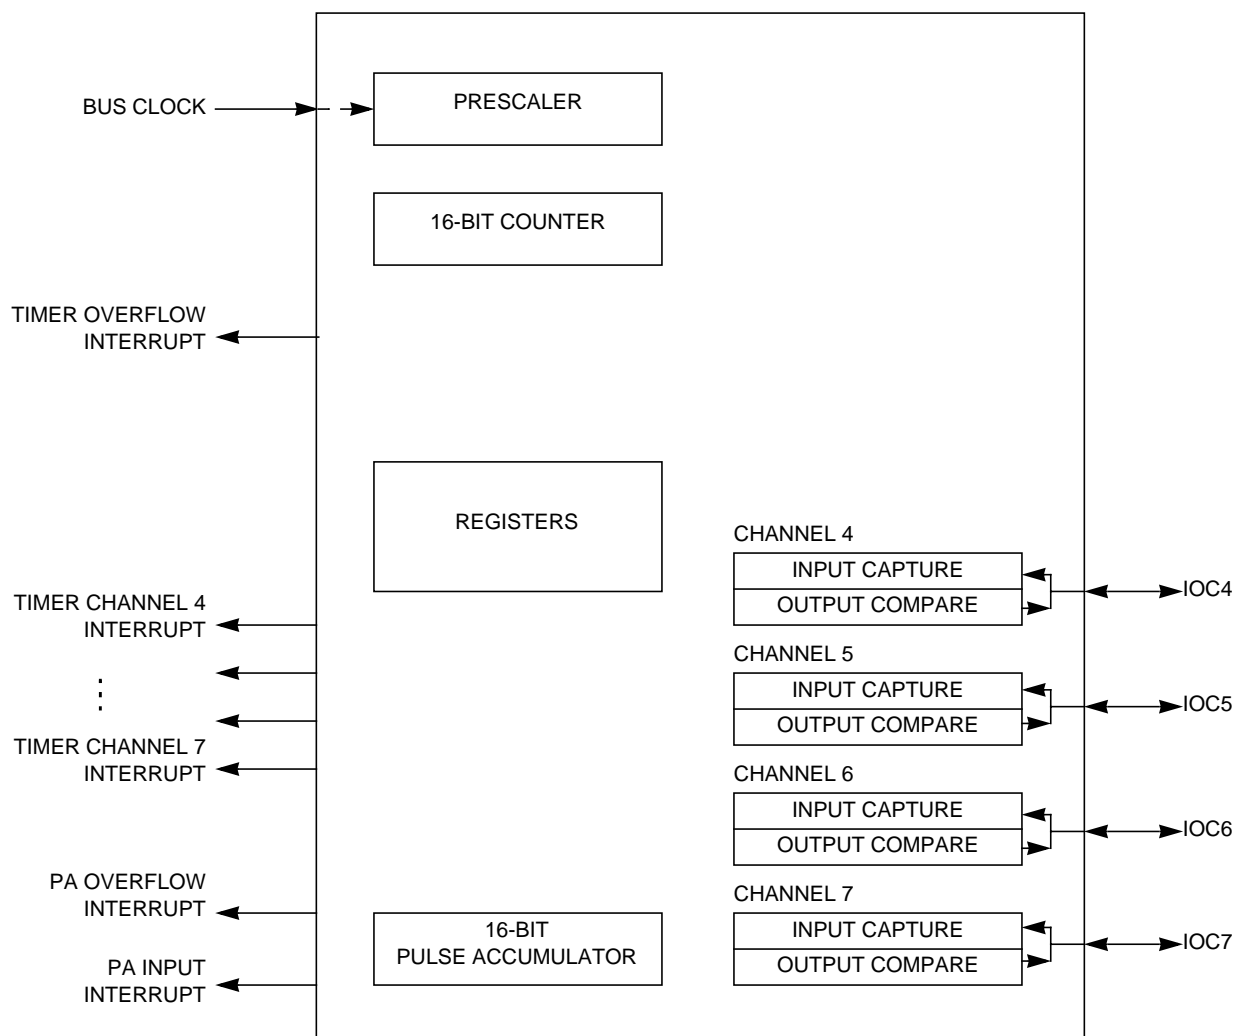 BUS CLOCK
PRESCALER
16-BIT COUNTER
TIMER OVERFLOW
INTERRUPT
REGISTERS
CHANNEL 4
INPUT CAPTURE
OUTPUT COMPARE
IOC4
TIMER CHANNEL 4
INTERRUPT
CHANNEL 5
INPUT CAPTURE
OUTPUT COMPARE
IOC5
TIMER CHANNEL 7
INTERRUPT
CHANNEL 6
INPUT CAPTURE
OUTPUT COMPARE
IOC6
PA OVERFLOW
INTERRUPT
CHANNEL 7
INPUT CAPTURE
OUTPUT COMPARE
IOC7
16-BIT
PULSE ACCUMULATOR
PA INPUT
INTERRUPT